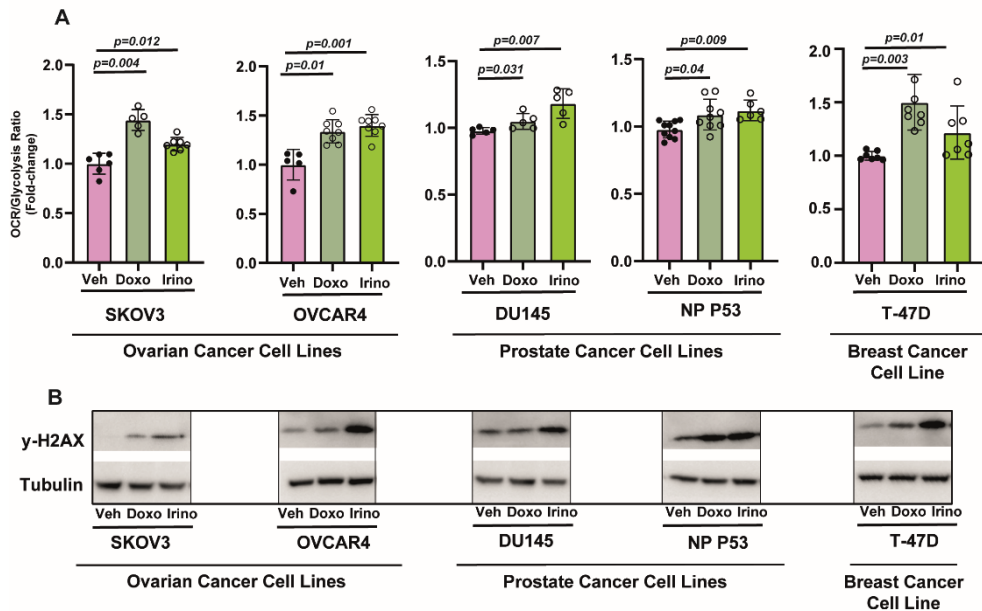 A
OCR/Glycolysis Ratio
(Fold-change)
p=0.012
p=0.004
2.0
1.5
1.0
0.5
0.0
Veh Doxo Irino
SKOV3
p=0.001
p=0.01
2.0
1.5
1.0
0.5
0.0
Veh Doxo Irino
OVCAR4
Ovarian Cancer Cell Lines
p=0.007
p=0.031
1.5
1.0
0.5
0.0
Veh Doxo Irino
DU145
p=0.009
p=0.04
1.5
1.0
0.5
0.0
Veh Doxo Irino
NP P53
Prostate Cancer Cell Lines
p=0.01
p=0.003
2.0
1.5
1.0
0.5
0.0
Veh Doxo Irino
T-47D
Breast Cancer
Cell Line
B
y-H2AX
Tubulin
Veh Doxo Irino
SKOV3
Veh Doxo Irino
OVCAR4
Ovarian Cancer Cell Lines
Veh Doxo Irino
DU145
Veh Doxo Irino
NP P53
Prostate Cancer Cell Lines
Veh Doxo Irino
T-47D
Breast Cancer
Cell Line